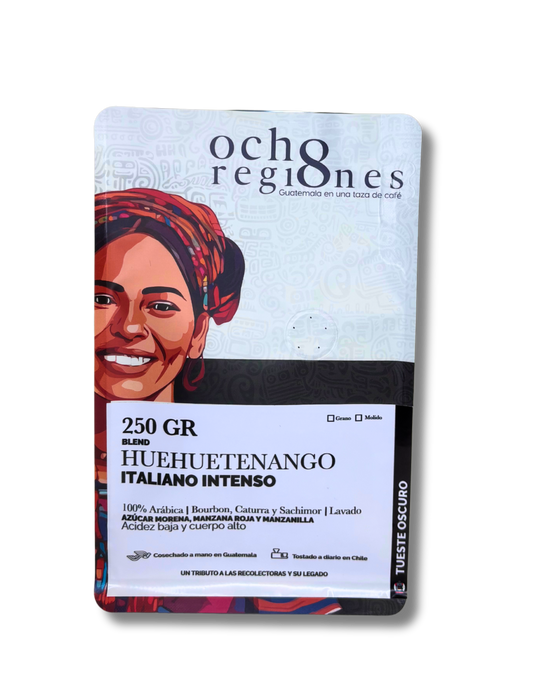 och8
regi8nes
Guatemala en una taza de café
250 GR
Grano Molido
BLEND
HUEHUETENANGO
ITALIANO INTENSO
100% Arábica | Bourbon, Caturra y Sachimor | Lavado
AZÚCAR MORENA, MANZANA ROJA Y MANZANILLA
Acidez baja y cuerpo alto
Cosechado a mano en Guatemala
Tostado a diario en Chile
UN TRIBUTO A LAS RECOLECTORAS Y SU LEGADO
TUESTE OSCURO